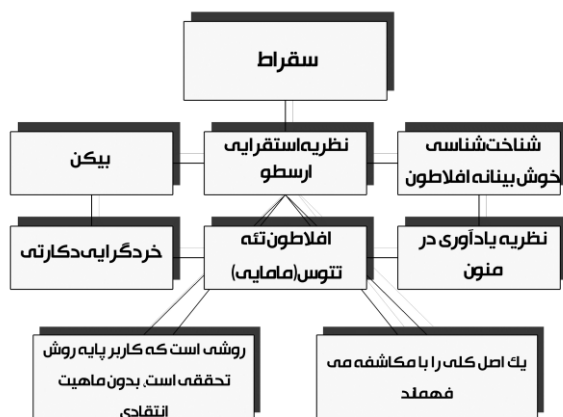 سقراط
شناخت‌شناسی
خوش بینانه افلاطون
نظریه استقرایی
ارسطو
بیکن
نظریه یادآوری در
منون
افلاطون تئه
تتوس (مامایی)
خردگرایی دکارتی
یك اصل کلی را با مکاشفه می
فهمند
روشی است که کاربر پایه روش
تحققی است، بدون ماهیت
انتقادی